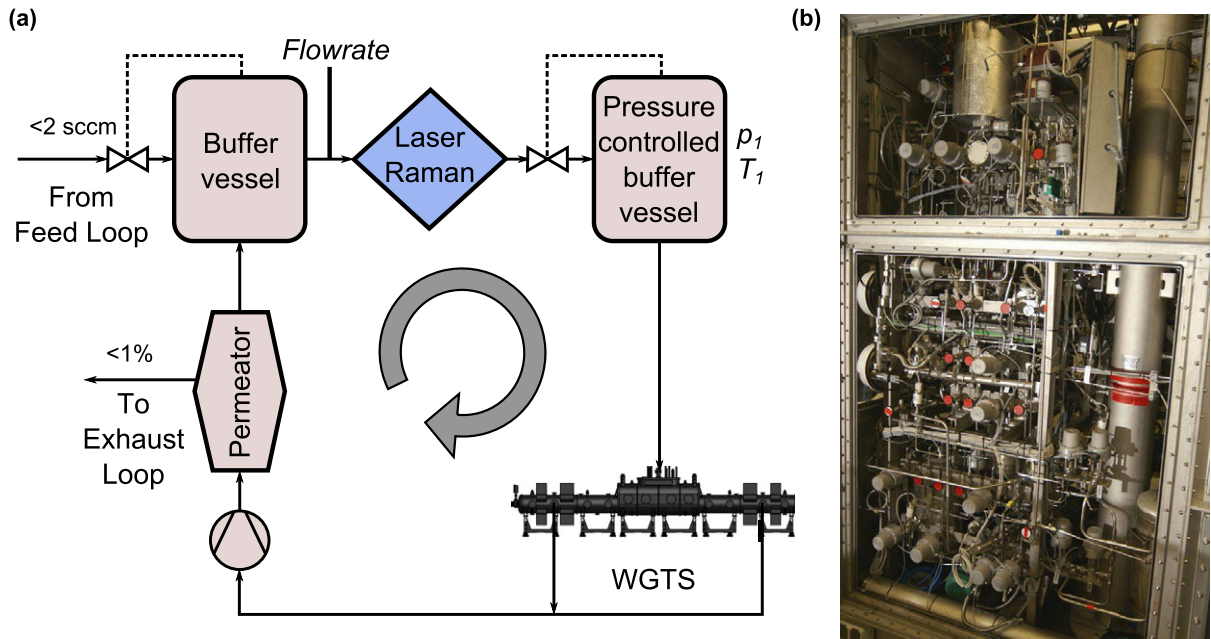 (a)
(b)
Flowrate
<2 sccm
From
Feed Loop
Buffer
vessel
Laser
Raman
Pressure
controlled
buffer
vessel
p1
T1
<1%
To
Exhaust
Loop
Permeator
WGTS